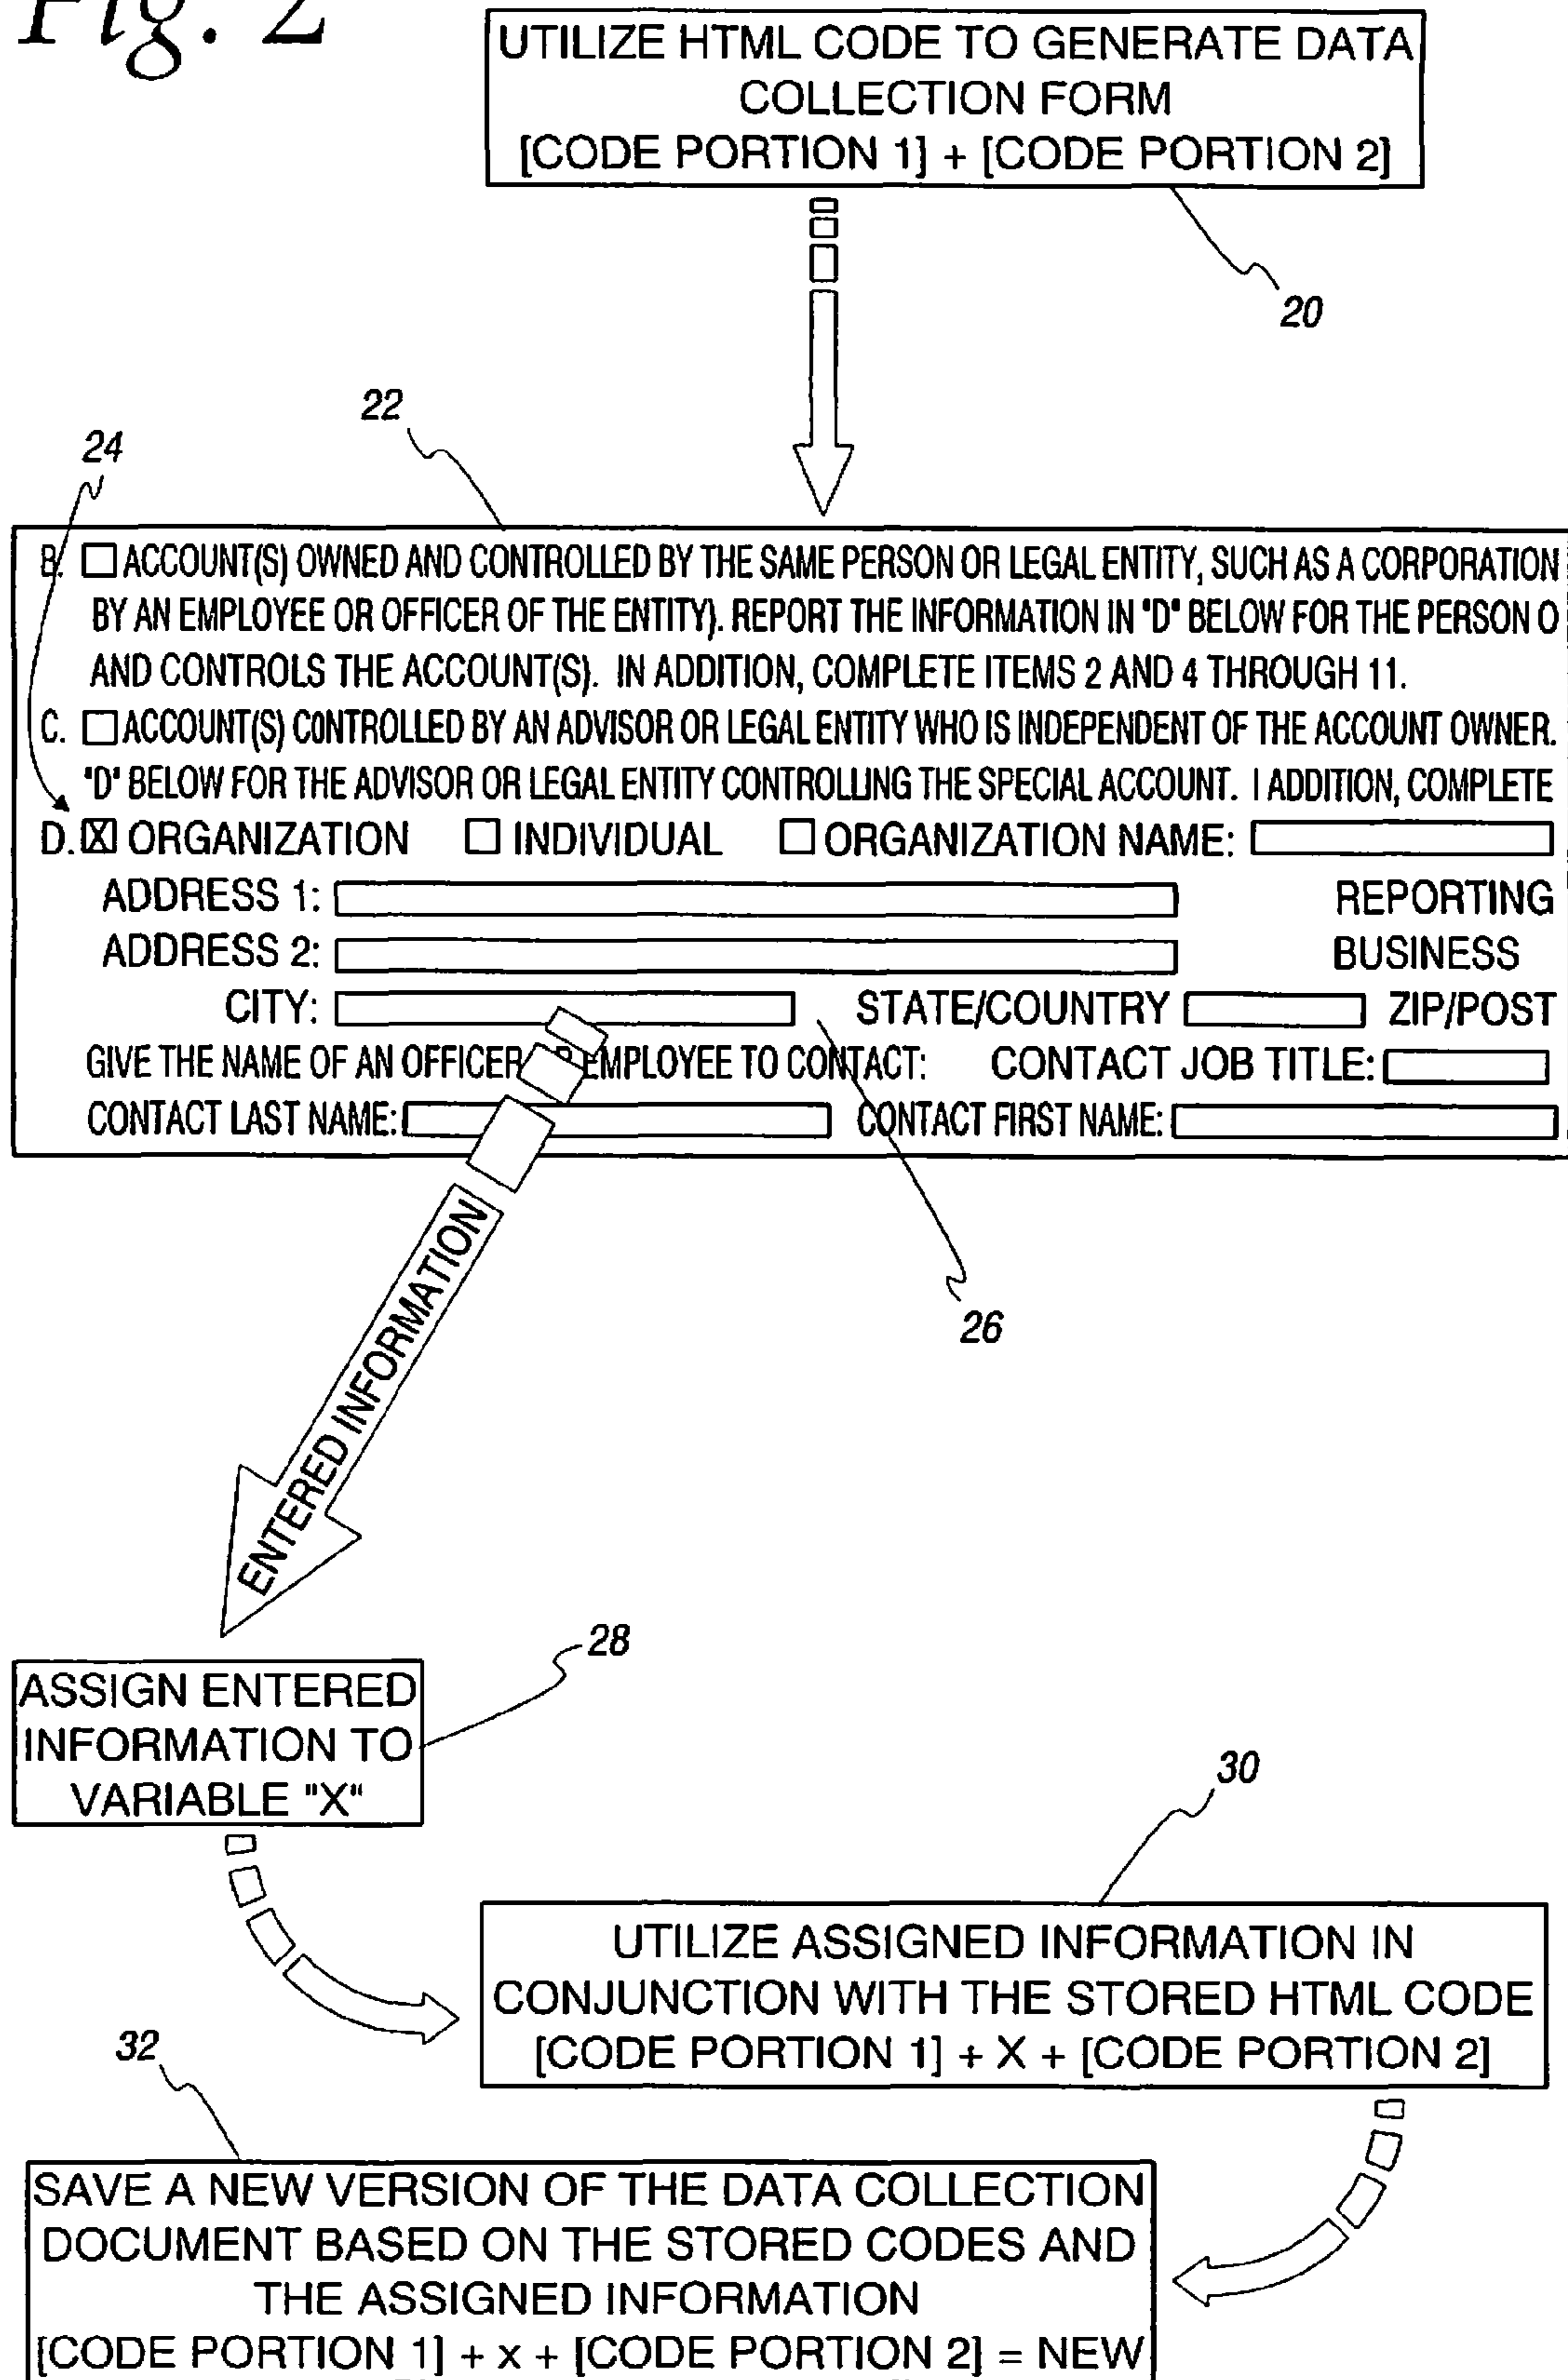 Fig. 2
UTILIZE HTML CODE TO GENERATE DATA
COLLECTION FORM
[CODE PORTION 1] + [CODE PORTION 2]
20
22
24
B. ACCOUNT(S) OWNED AND CONTROLLED BY THE SAME PERSON OR LEGAL ENTITY, SUCH AS A CORPORATION
BY AN EMPLOYEE OR OFFICER OF THE ENTITY). REPORT THE INFORMATION IN "D" BELOW FOR THE PERSON O
AND CONTROLS THE ACCOUNT(S). IN ADDITION, COMPLETE ITEMS 2 AND 4 THROUGH 11.
C. ACCOUNT(S) CONTROLLED BY AN ADVISOR OR LEGAL ENTITY WHO IS INDEPENDENT OF THE ACCOUNT OWNER.
"D" BELOW FOR THE ADVISOR OR LEGAL ENTITY CONTROLLING THE SPECIAL ACCOUNT. I ADDITION, COMPLETE
D. X ORGANIZATION INDIVIDUAL ORGANIZATION NAME:
ADDRESS 1: REPORTING
ADDRESS 2: BUSINESS
CITY: STATE/COUNTRY ZIP/POST
GIVE THE NAME OF AN OFFICER EMPLOYEE TO CONTACT: CONTACT JOB TITLE:
CONTACT LAST NAME: CONTACT FIRST NAME:
26
ENTERED INFORMATION
28
ASSIGN ENTERED
INFORMATION TO
VARIABLE "X"
30
UTILIZE ASSIGNED INFORMATION IN
CONJUNCTION WITH THE STORED HTML CODE
[CODE PORTION 1] + X + [CODE PORTION 2]
32
SAVE A NEW VERSION OF THE DATA COLLECTION
DOCUMENT BASED ON THE STORED CODES AND
THE ASSIGNED INFORMATION
[CODE PORTION 1] + x + [CODE PORTION 2] = NEW